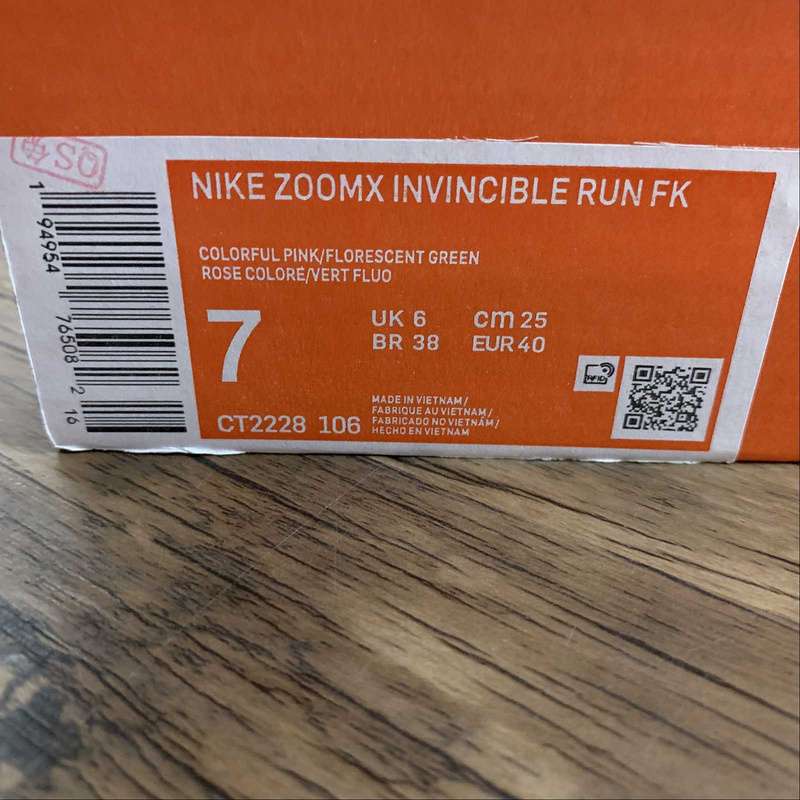 NIKE ZOOMX INVINCIBLE RUN FK
COLORFUL PINK/FLORESCENT GREEN
ROSE COLORÉ/VERT FLUO
7
UK 6 cm 25
BR 38 EUR 40
CT2228 106
MADE IN VIETNAM/
FABRIQUE AU VIETNAM/
FABRICADO NO VIETNÃ/
HECHO EN VIETNAM
RFID
1 94954 76508 2 16